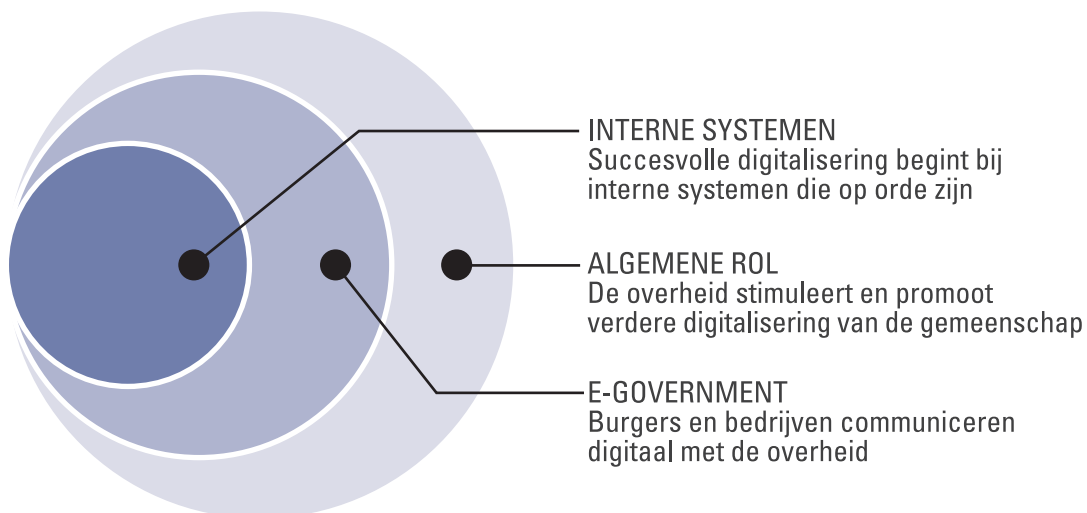 INTERNE SYSTEMEN
Succesvolle digitalisering begint bij
interne systemen die op orde zijn
ALGEMENE ROL
De overheid stimuleert en promoot
verdere digitalisering van de gemeenschap
E-GOVERNMENT
Burgers en bedrijven communiceren
digitaal met de overheid